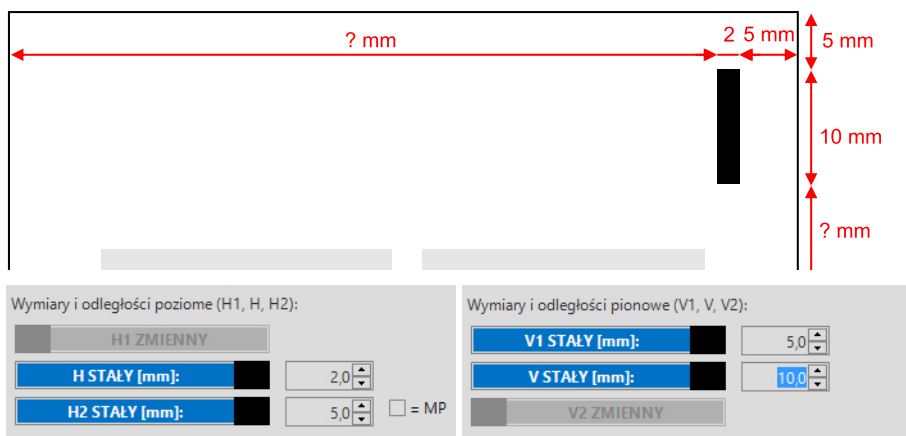 ? mm
2 5 mm
5 mm
10 mm
? mm
Wymiary i odległości poziome (H1, H, H2):
H1 ZMIENNY
H STAŁY [mm]:
2,0
H2 STAŁY [mm]:
5,0
= MP
Wymiary i odległości pionowe (V1, V, V2):
V1 STAŁY [mm]:
5,0
V STAŁY [mm]:
10,0
V2 ZMIENNY